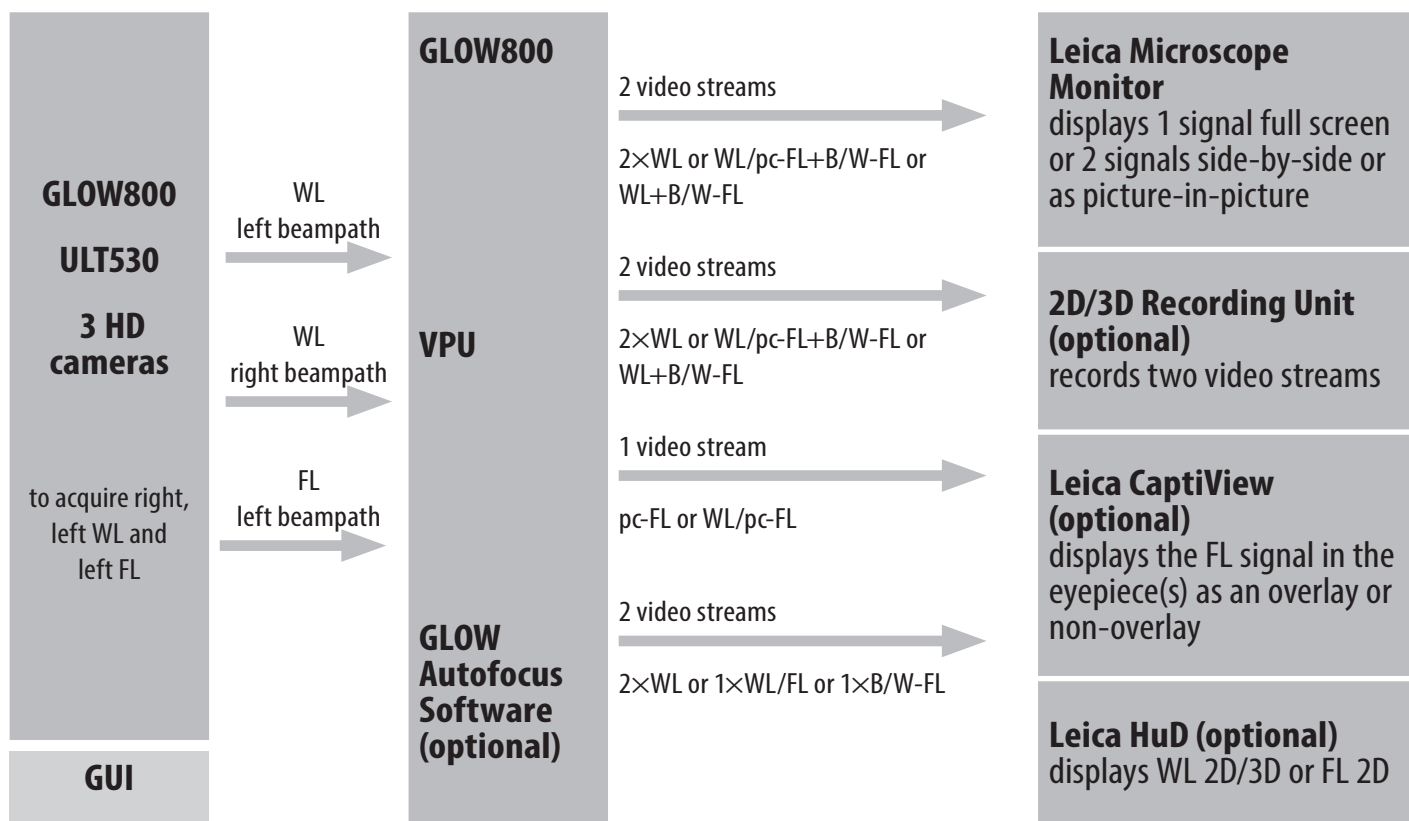 GLOW800
ULT530
3 HD
cameras
to acquire right,
left WL and
left FL
GUI
WL
left beampath
WL
right beampath
FL
left beampath
GLOW800
VPU
GLOW
Autofocus
Software
(optional)
2 video streams
2×WL or WL/pc-FL+B/W-FL or
WL+B/W-FL
2 video streams
2×WL or WL/pc-FL+B/W-FL or
WL+B/W-FL
1 video stream
pc-FL or WL/pc-FL
2 video streams
2×WL or 1×WL/FL or 1×B/W-FL
Leica Microscope
Monitor
displays 1 signal full screen
or 2 signals side-by-side or
as picture-in-picture
2D/3D Recording Unit
(optional)
records two video streams
Leica CaptiView
(optional)
displays the FL signal in the
eyepiece(s) as an overlay or
non-overlay
Leica HuD (optional)
displays WL 2D/3D or FL 2D